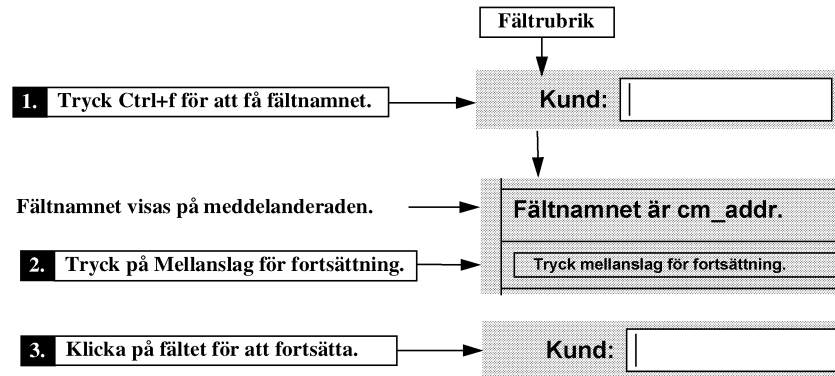 Fältrubrik
1. Tryck Ctrl+f för att få fältnamnet.
Kund:
Fältnamnet visas på meddelanderaden.
Fältnamnet är cm_addr.
2. Tryck på Mellanslag för fortsättning.
Tryck mellanslag för fortsättning.
3. Klicka på fältet för att fortsätta.
Kund: